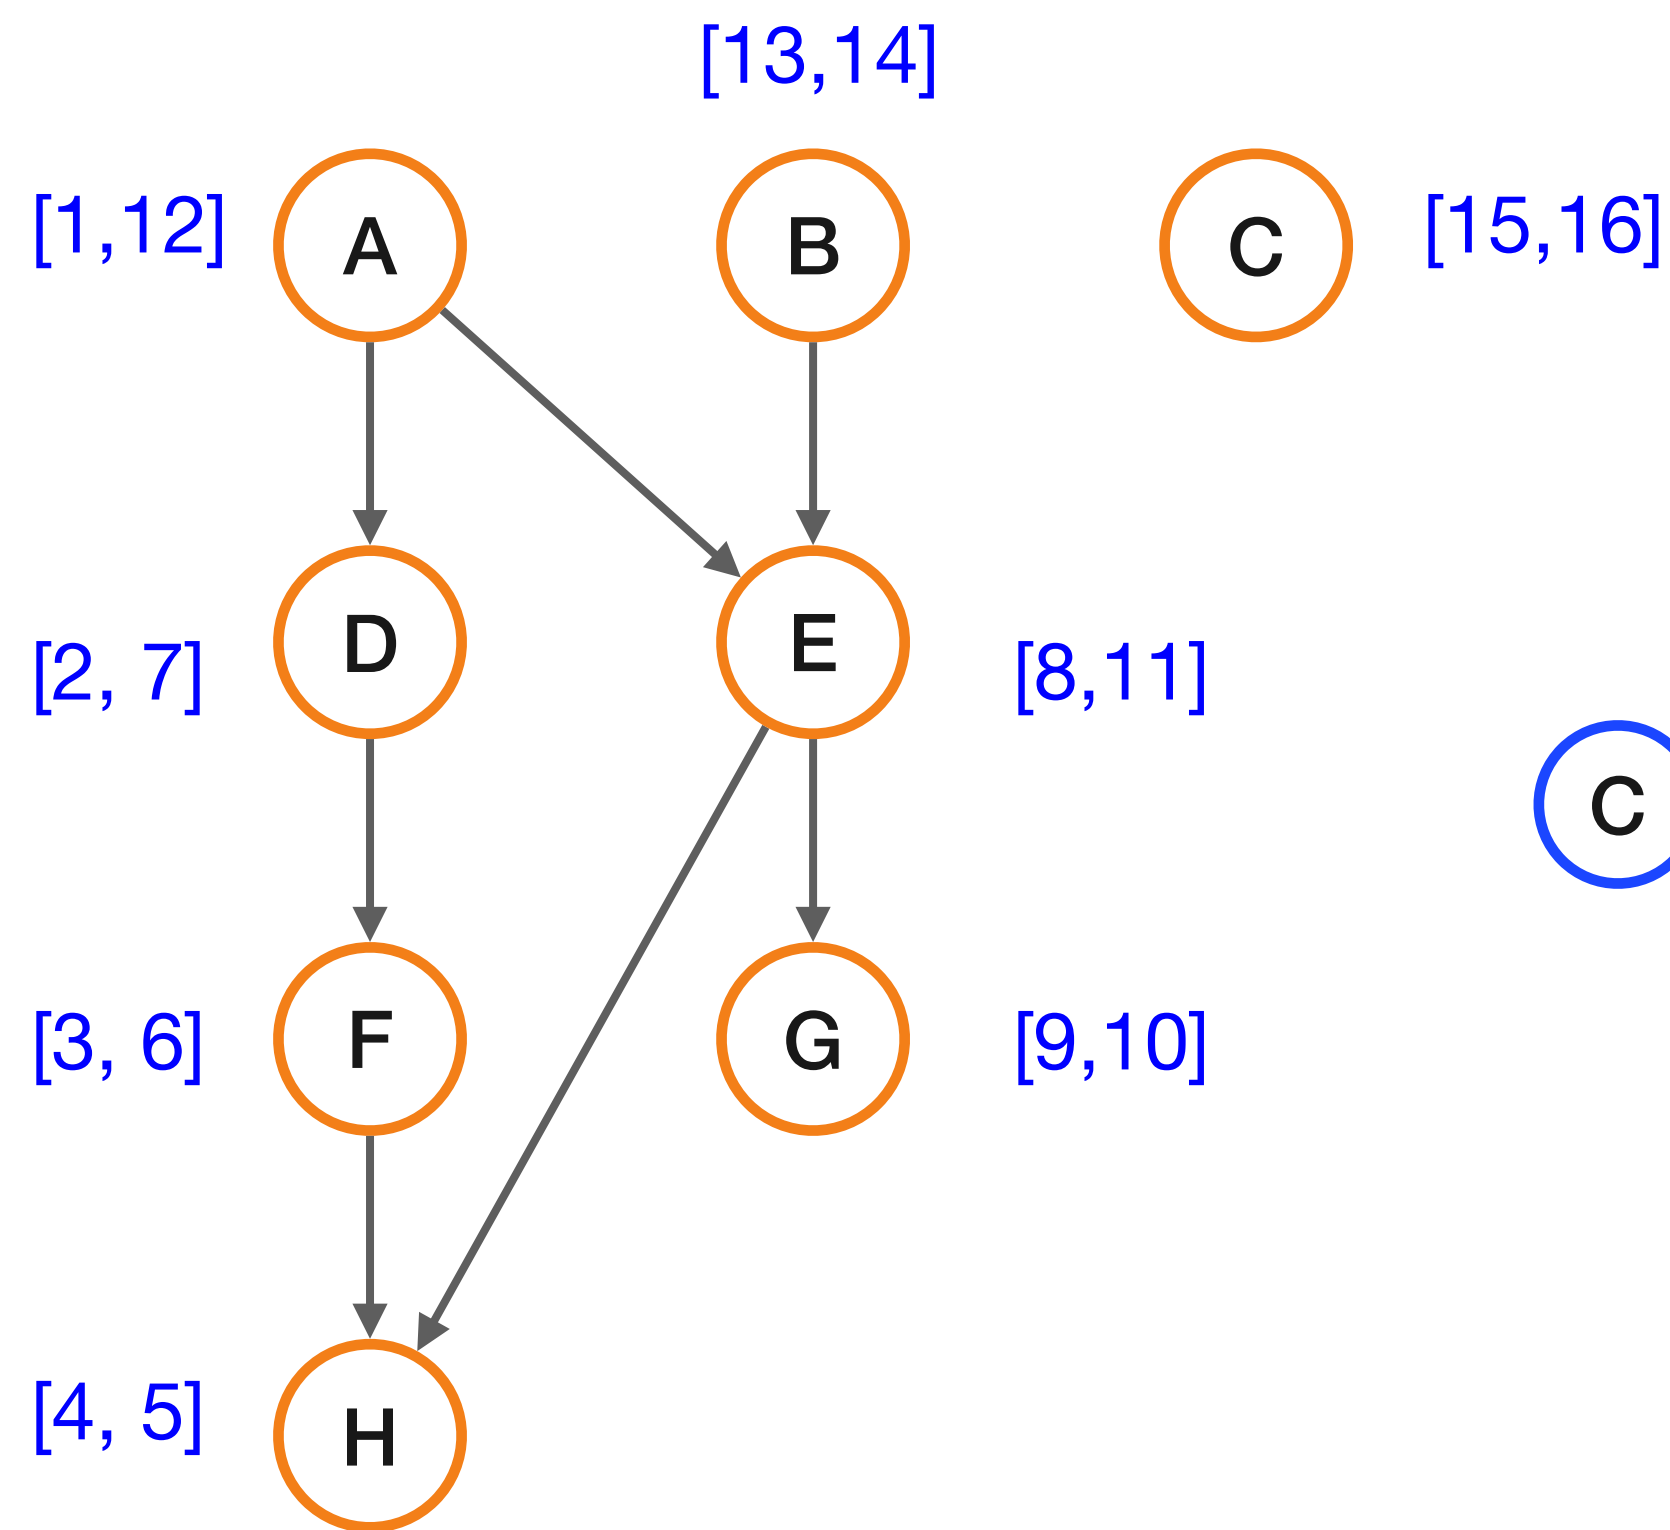 [13,14]
[1,12]
A
B
C
[15,16]
D
E
[2, 7]
[8,11]
C
F
G
[3, 6]
[9,10]
[4, 5]
H